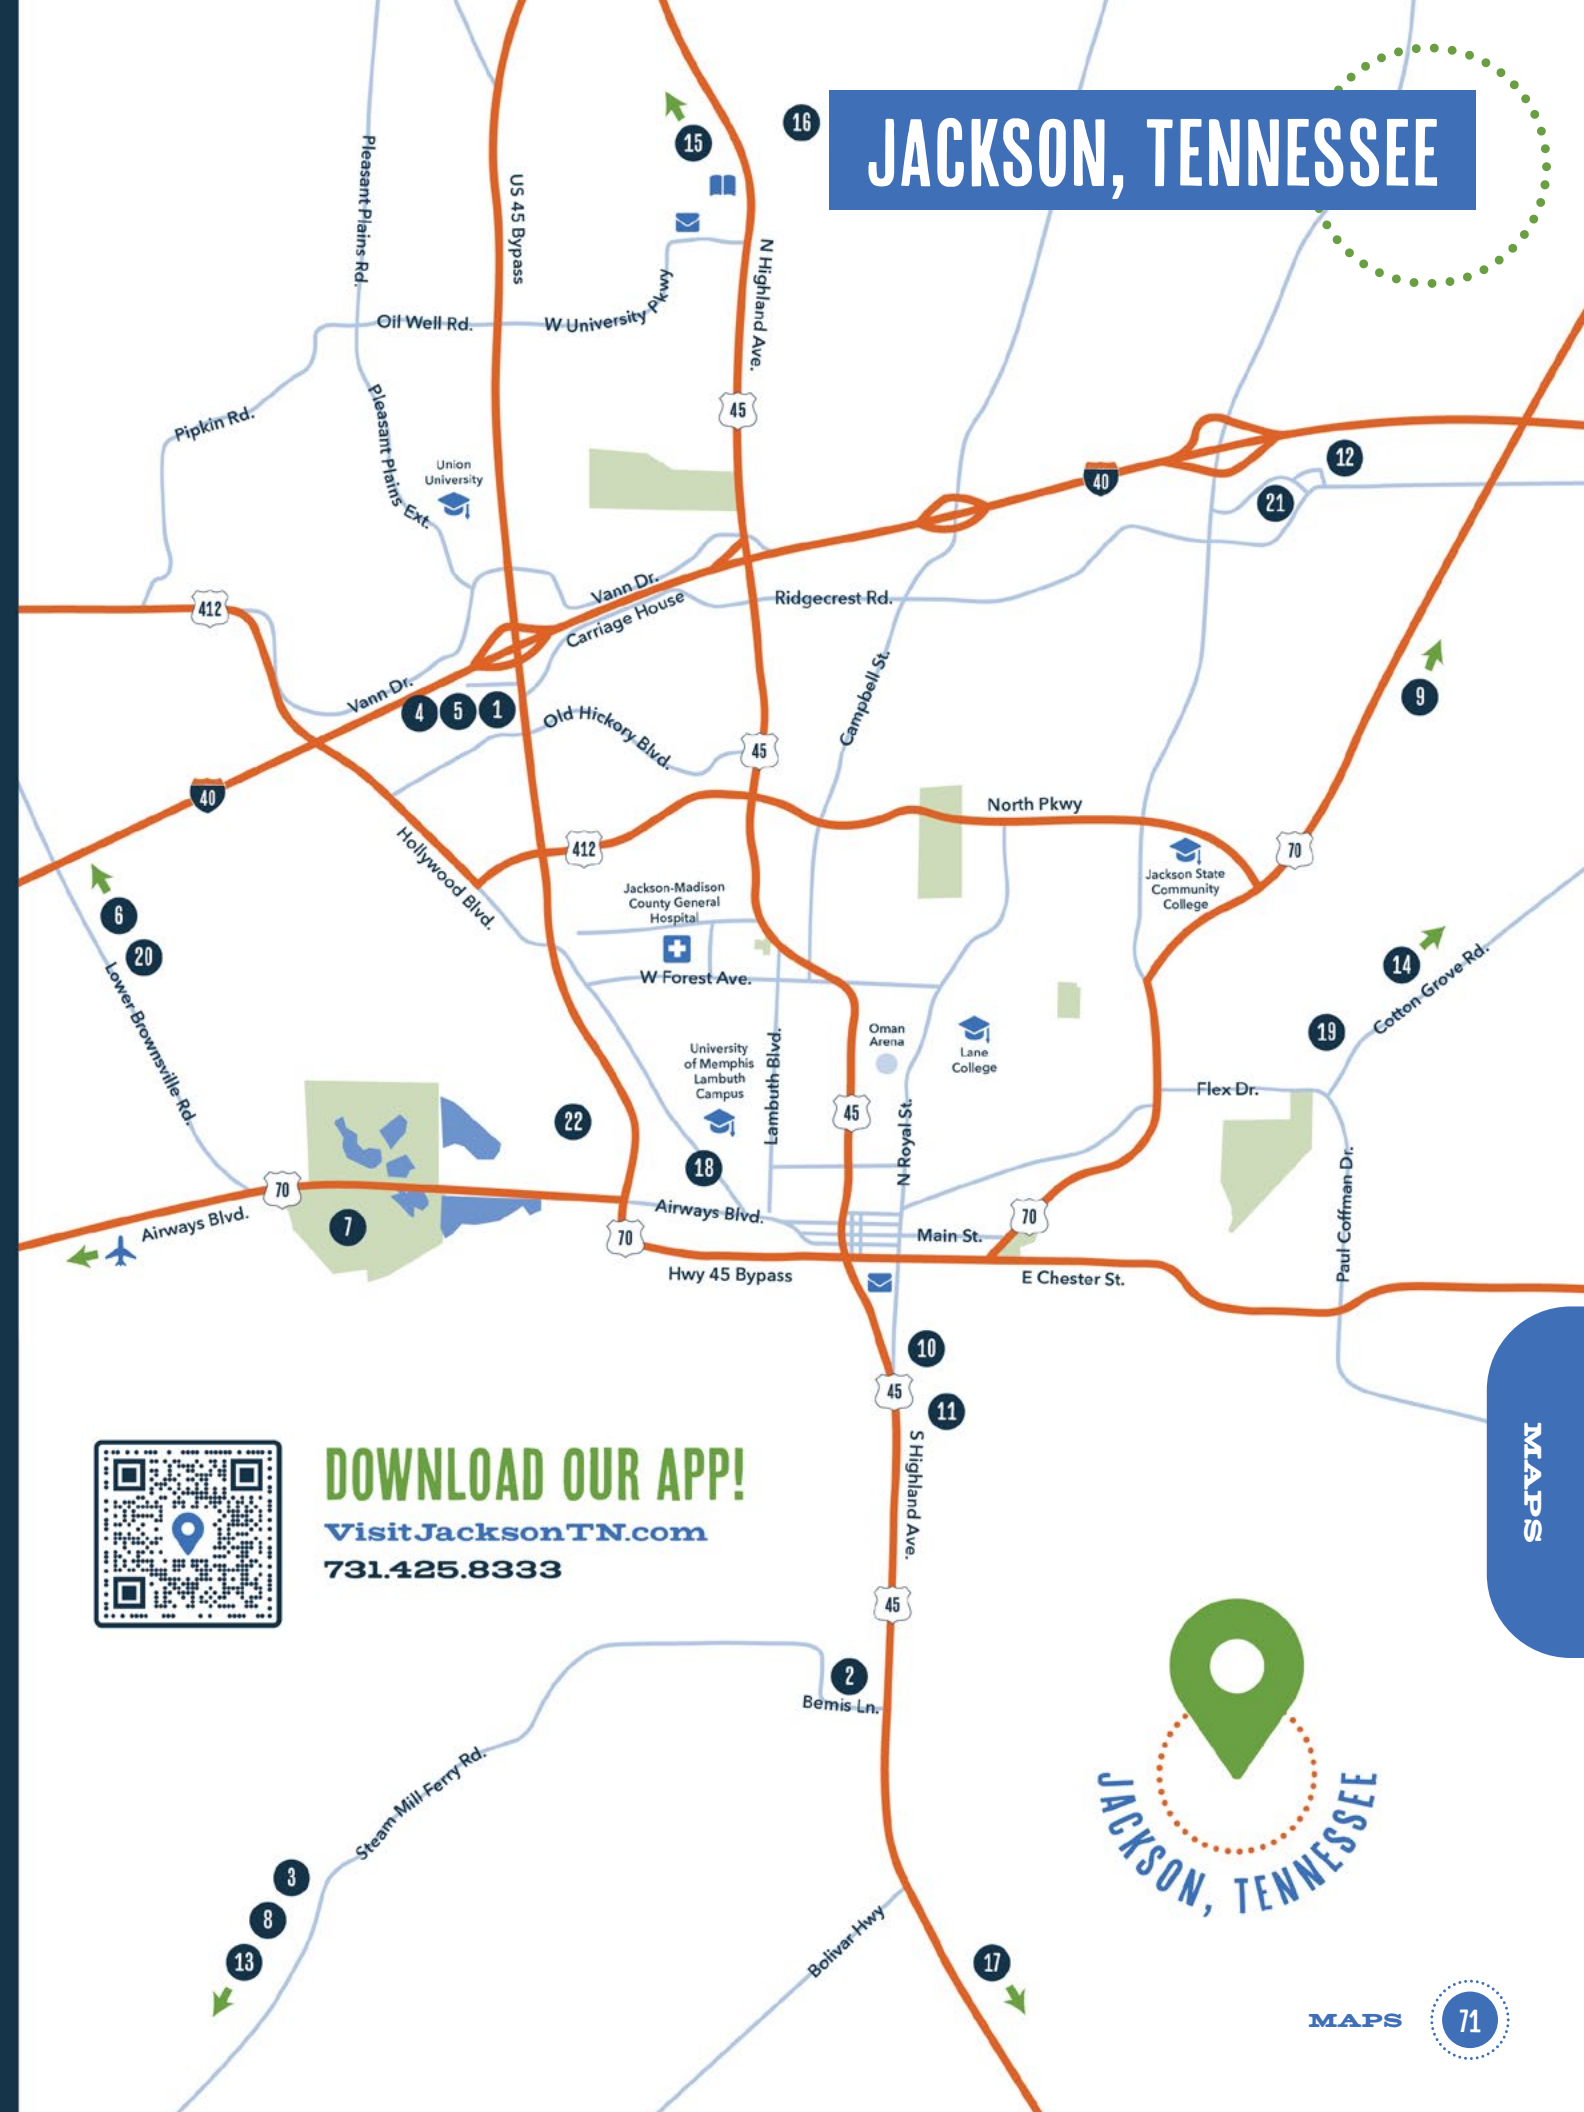 JACKSON, TENNESSEE
16
15
Pleasant Plains Rd.
US 45 Bypass
N Highland Ave.
Oil Well Rd.
W University Pkwy
45
Pipkin Rd.
Pleasant Plains Ext.
Union
University
40
12
21
Vann Dr.
Carriage House
Ridgecrest Rd.
412
Vann Dr.
4
5
1
Old Hickory Blvd.
45
Campbell St.
9
40
North Pkwy
Hollywood Blvd.
412
70
Jackson State
Community
College
Jackson-Madison
County General
Hospital
6
20
Lower Brownsville Rd.
W Forest Ave.
14
Cotton Grove Rd.
19
Oman
Arena
Lane
College
University
of Memphis
Lambuth
Campus
Lambuth Blvd.
45
N Royal St.
Flex Dr.
22
18
Paul Coffman Dr.
70
Airways Blvd.
7
Airways Blvd.
70
70
Main St.
Hwy 45 Bypass
E Chester St.
10
45
11
S Highland Ave.
MAPS
DOWNLOAD OUR APP!
VisitJacksonTN.com
731.425.8333
45
2
Bemis Ln.
Steam Mill Ferry Rd.
3
8
13
Bolivar Hwy
17
JACKSON, TENNESSEE
MAPS
71